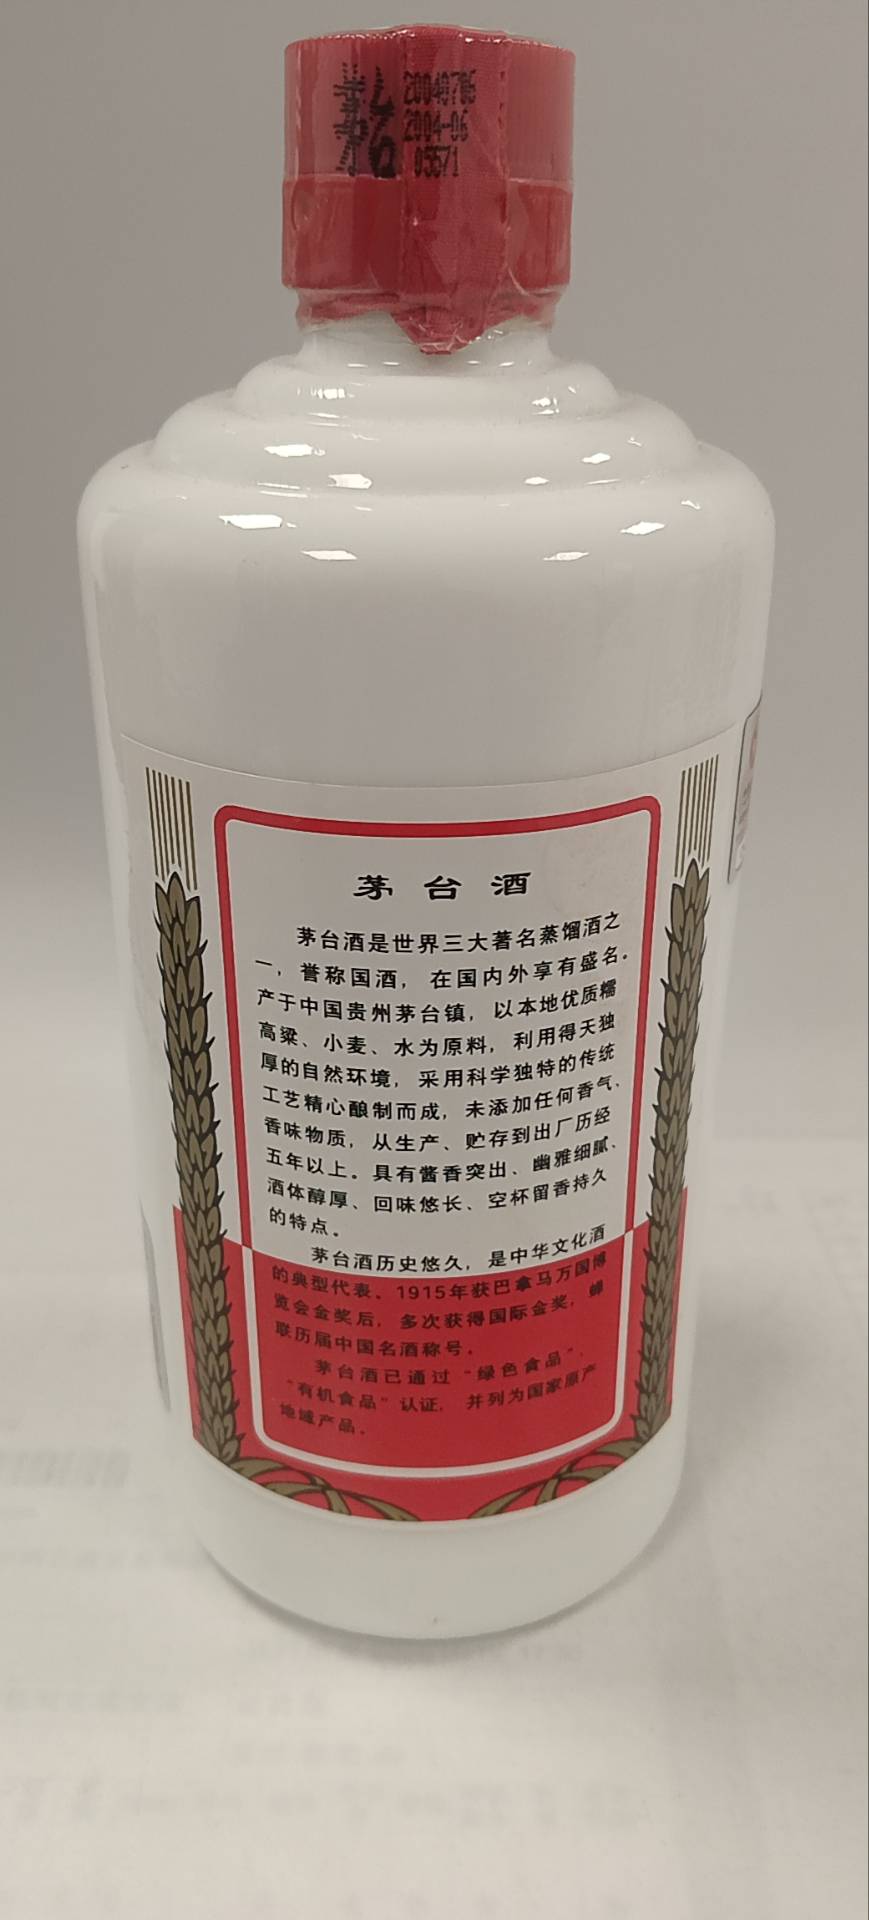 茅台
20040706
2004-06
05571
茅台酒
茅台酒是世界三大著名蒸馏酒之
一，誉称国酒，在国内外享有盛名。
产于中国贵州茅台镇，以本地优质糯
高粱、小麦、水为原料，利用得天独
厚的自然环境，采用科学独特的传统
工艺精心酿制而成，未添加任何香气、
香味物质，从生产、贮存到出厂历经
五年以上。具有酱香突出、幽雅细腻、
酒体醇厚、回味悠长、空杯留香持久
的特点。
茅台酒历史悠久，是中华文化酒
的典型代表。1915年获巴拿马万国博
览会金奖后，多次获得国际金奖，蝉
联历届中国名酒称号。
茅台酒已通过“绿色食品”、
“有机食品”认证，并列为国家原产
地域产品。